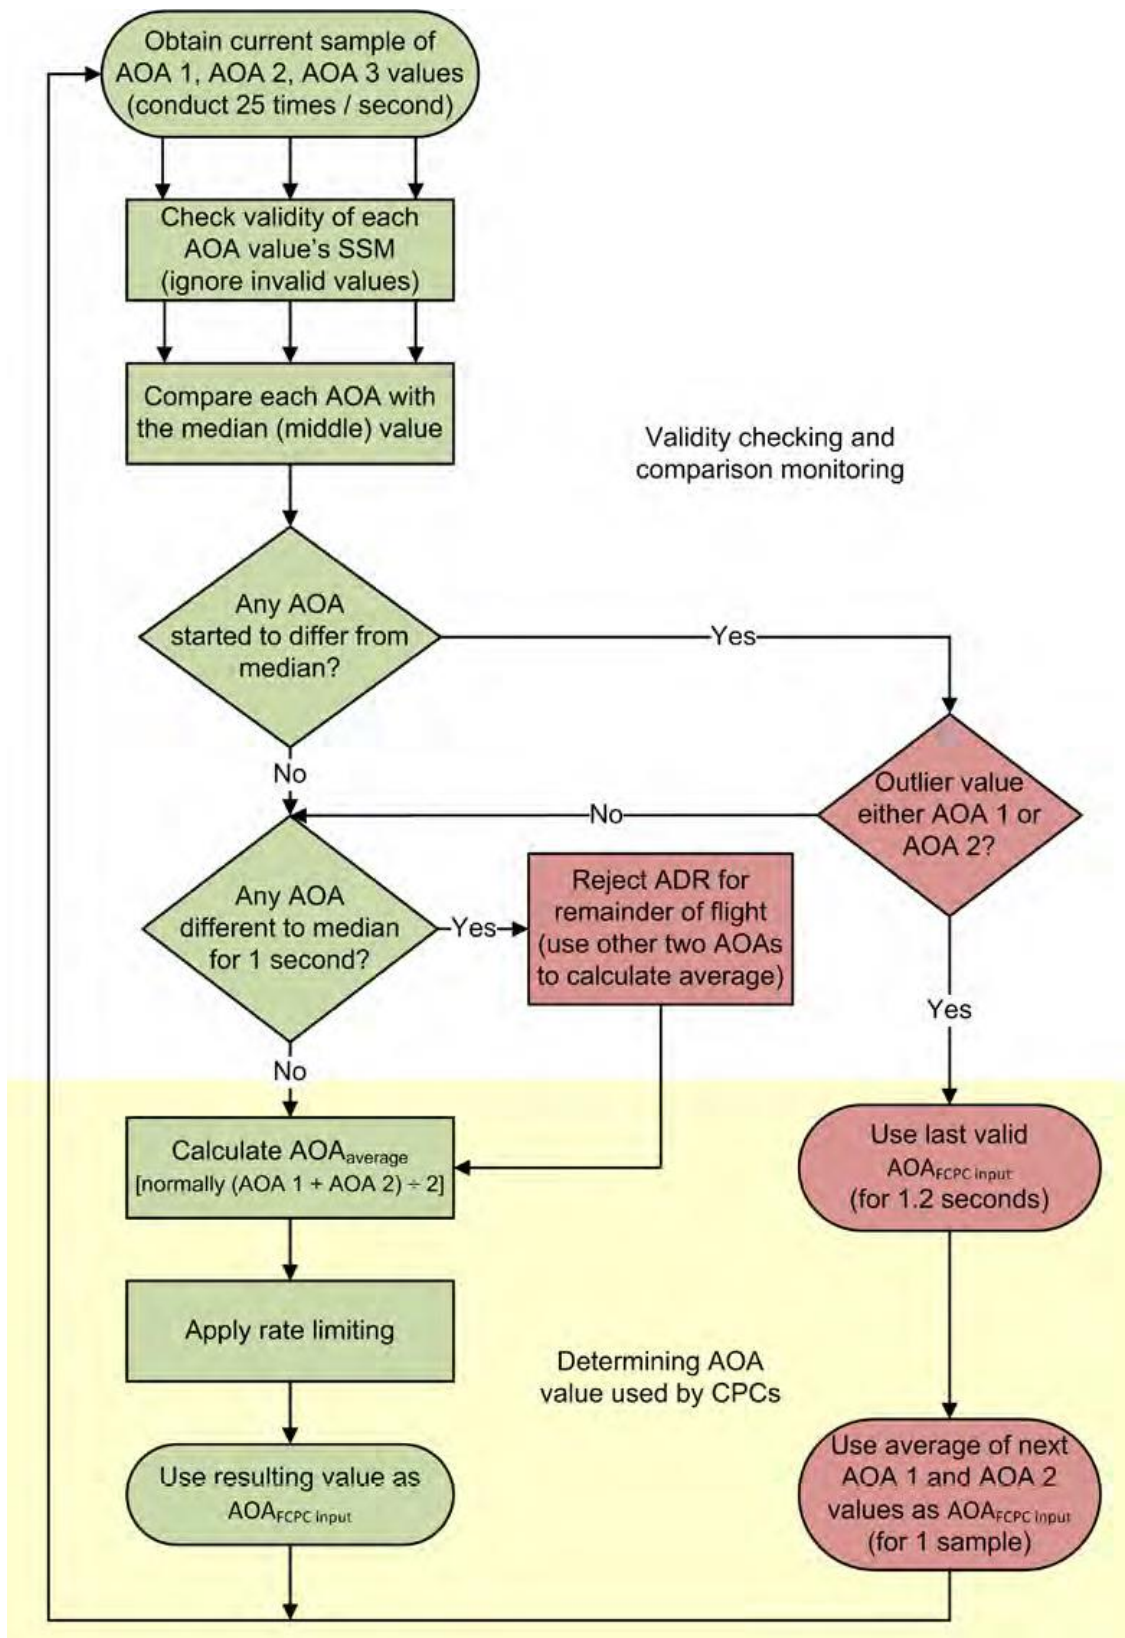 Obtain current sample of
AOA 1, AOA 2, AOA 3 values
(conduct 25 times / second)
Check validity of each
AOA value's SSM
(ignore invalid values)
Compare each AOA with
the median (middle) value
Validity checking and
comparison monitoring
Any AOA
started to differ from
median?
Yes
No
Outlier value
either AOA 1 or
AOA 2?
No
Any AOA
different to median
for 1 second?
Yes
Reject ADR for
remainder of flight
(use other two AOAs
to calculate average)
Yes
No
Calculate AOAaverage
[normally (AOA 1 + AOA 2) ÷ 2]
Use last valid
AOAFCPC input
(for 1.2 seconds)
Apply rate limiting
Determining AOA
value used by CPCs
Use resulting value as
AOAFCPC input
Use average of next
AOA 1 and AOA 2
values as AOAFCPC input
(for 1 sample)